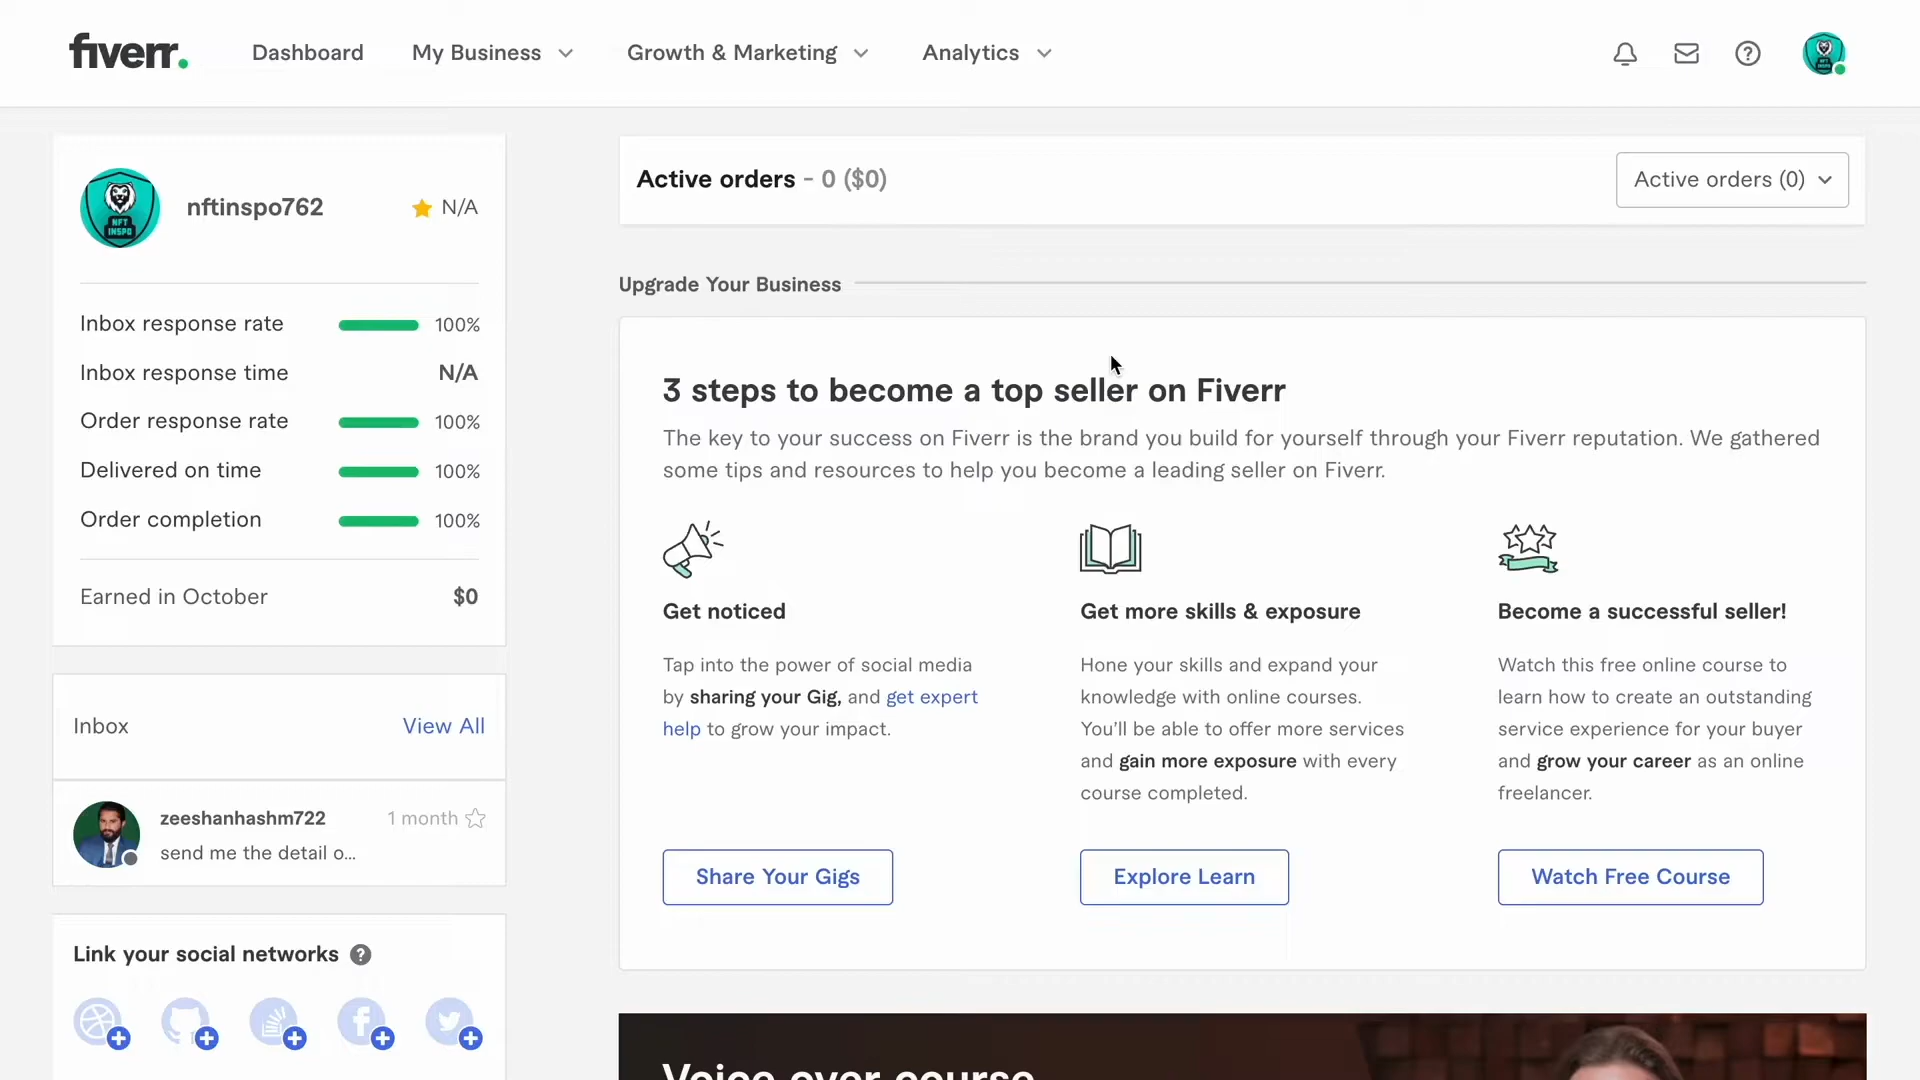 fiverr.
Dashboard
My Business
Growth & Marketing
Analytics
nftinspo762
N/A
Inbox response rate
100%
Inbox response time
N/A
Order response rate
100%
Delivered on time
100%
Order completion
100%
Earned in October
$0
Inbox
View All
zeeshanhashm722
1 month
send me the detail o...
Link your social networks
Active orders - 0 ($0)
Active orders (0)
Upgrade Your Business
3 steps to become a top seller on Fiverr
The key to your success on Fiverr is the brand you build for yourself through your Fiverr reputation. We gathered
some tips and resources to help you become a leading seller on Fiverr.
Get noticed
Tap into the power of social media
by sharing your Gig, and get expert
help to grow your impact.
Share Your Gigs
Get more skills & exposure
Hone your skills and expand your
knowledge with online courses.
You'll be able to offer more services
and gain more exposure with every
course completed.
Explore Learn
Become a successful seller!
Watch this free online course to
learn how to create an outstanding
service experience for your buyer
and grow your career as an online
freelancer.
Watch Free Course
NFT
INSPO
Voice over course